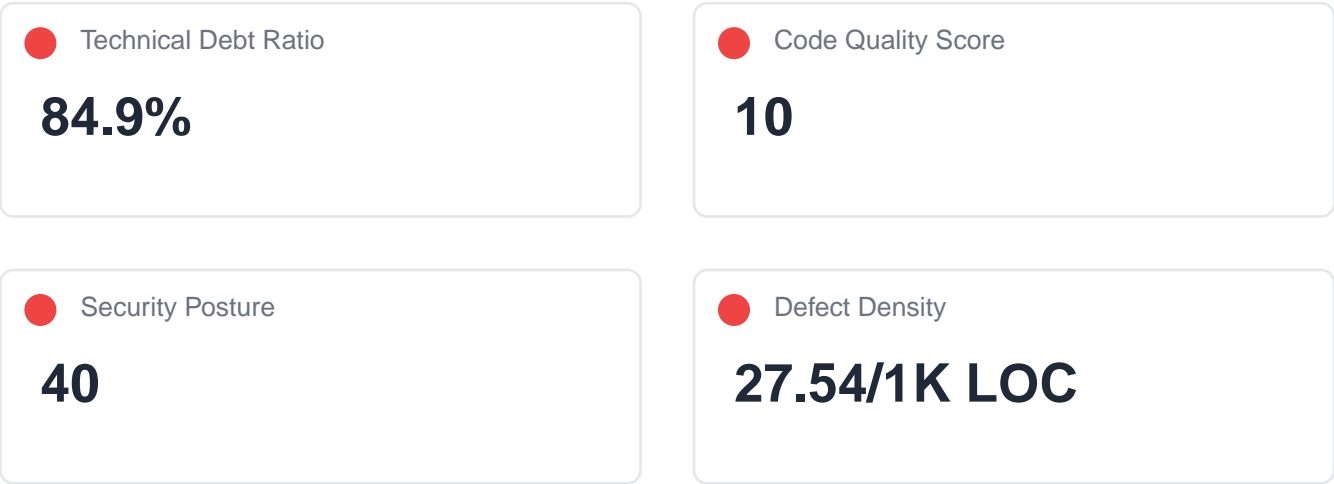 Technical Debt Ratio
84.9%
Code Quality Score
10
Security Posture
40
Defect Density
27.54/1K LOC